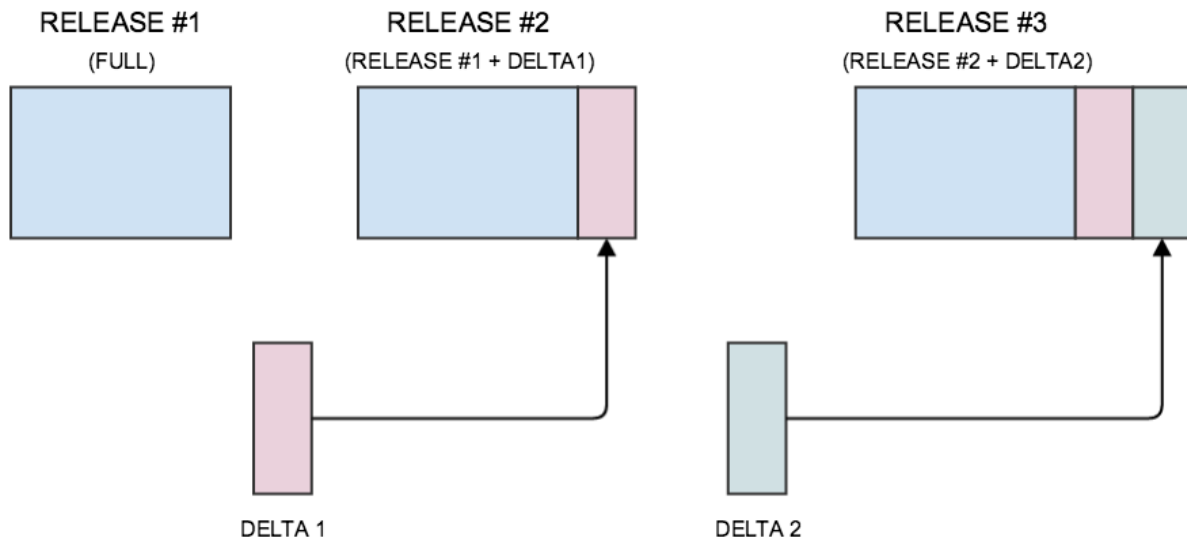 RELEASE #1
(FULL)
RELEASE #2
(RELEASE #1 + DELTA1)
RELEASE #3
(RELEASE #2 + DELTA2)
DELTA 1
DELTA 2